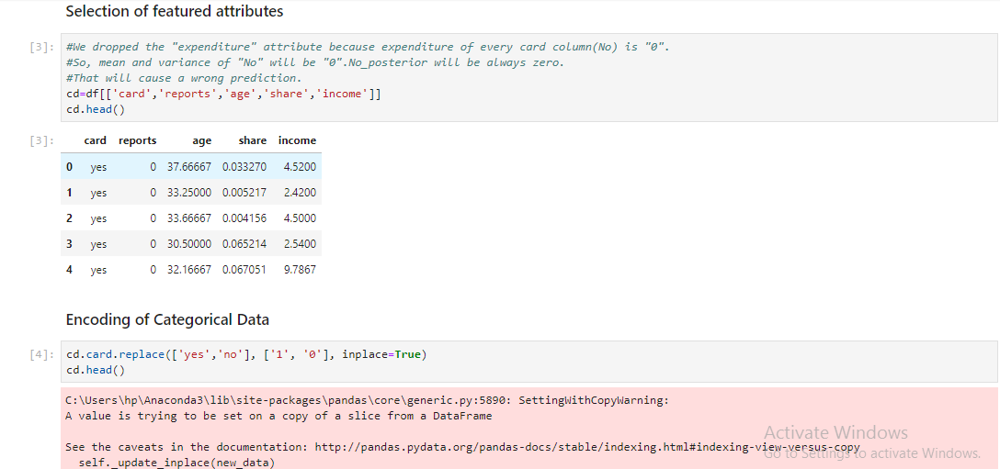 Selection of featured attributes
[3]: #We dropped the "expenditure" attribute because expenditure of every card column(No) is "0".
#So, mean and variance of "No" will be "0".No_posterior will be always zero.
#That will cause a wrong prediction.
cd=df[['card','reports','age','share','income']]
cd.head()
[3]: card reports age share income
0 yes 0 37.66667 0.033270 4.5200
1 yes 0 33.25000 0.005217 2.4200
2 yes 0 33.66667 0.004156 4.5000
3 yes 0 30.50000 0.065214 2.5400
4 yes 0 32.16667 0.067051 9.7867
Encoding of Categorical Data
[4]: cd.card.replace(['yes','no'], ['1', '0'], inplace=True)
cd.head()
C:\Users\hp\Anaconda3\lib\site-packages\pandas\core\generic.py:5890: SettingWithCopyWarning:
A value is trying to be set on a copy of a slice from a DataFrame
Activate Windows
See the caveats in the documentation: http://pandas.pydata.org/pandas-docs/stable/indexing.html#indexing-view-versus-copy
Go to Settings to activate Windows.
self._update_inplace(new_data)